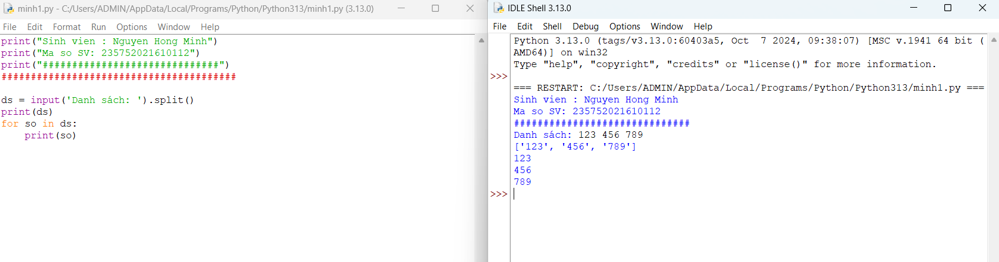 minh1.py - C:/Users/ADMIN/AppData/Local/Programs/Python/Python313/minh1.py (3.13.0)
File Edit Format Run Options Window Help
print("Sinh vien : Nguyen Hong Minh")
print("Ma so SV: 235752021610112")
print("##############################")
########################################
ds = input('Danh sách: ').split()
print(ds)
for so in ds:
    print(so)
IDLE Shell 3.13.0
File Edit Shell Debug Options Window Help
Python 3.13.0 (tags/v3.13.0:60403a5, Oct  7 2024, 09:38:07) [MSC v.1941 64 bit (
AMD64)] on win32
Type "help", "copyright", "credits" or "license()" for more information.
>>>
=== RESTART: C:/Users/ADMIN/AppData/Local/Programs/Python/Python313/minh1.py ===
Sinh vien : Nguyen Hong Minh
Ma so SV: 235752021610112
##############################
Danh sách: 123 456 789
['123', '456', '789']
123
456
789
>>>